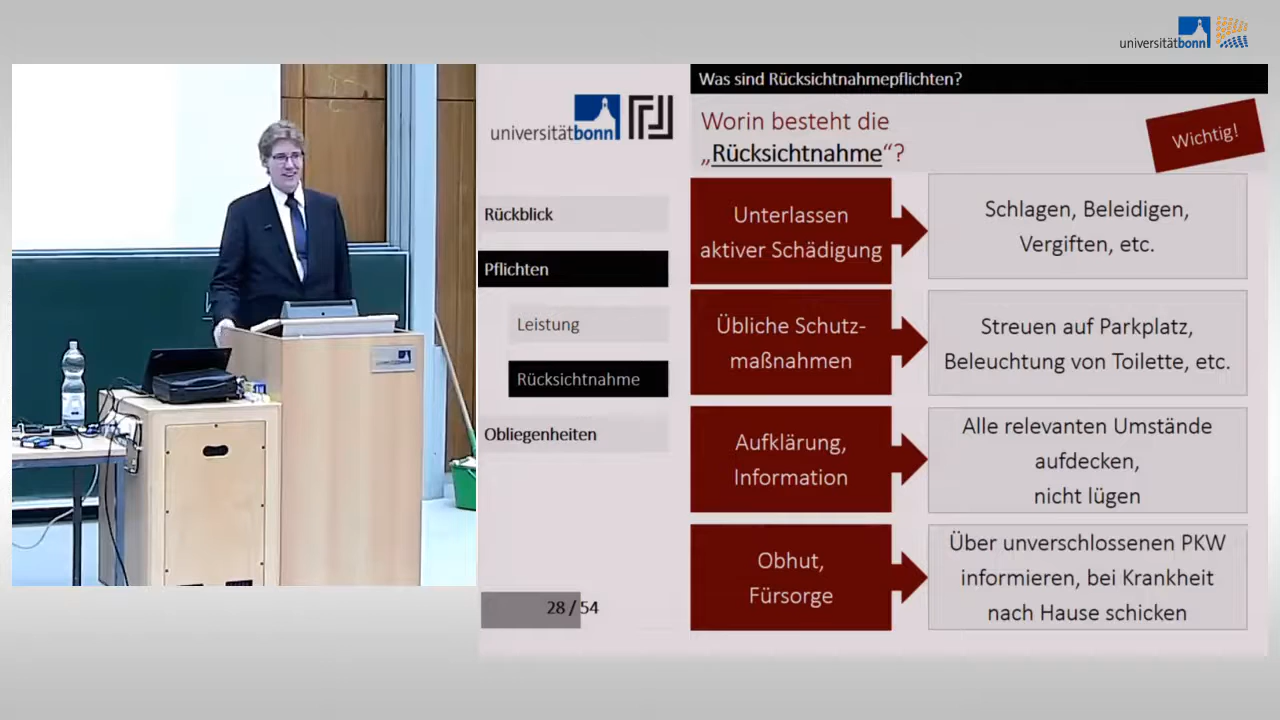 universitätbonn
Was sind Rücksichtnahmepflichten?
universitätbonn
Worin besteht die
„Rücksichtnahme“?
Wichtig!
Rückblick
Pflichten
Leistung
Rücksichtnahme
Obliegenheiten
28 / 54
Unterlassen
aktiver Schädigung
Schlagen, Beleidigen,
Vergiften, etc.
Übliche Schutz-
maßnahmen
Streuen auf Parkplatz,
Beleuchtung von Toilette, etc.
Aufklärung,
Information
Alle relevanten Umstände
aufdecken,
nicht lügen
Obhut,
Fürsorge
Über unverschlossenen PKW
informieren, bei Krankheit
nach Hause schicken